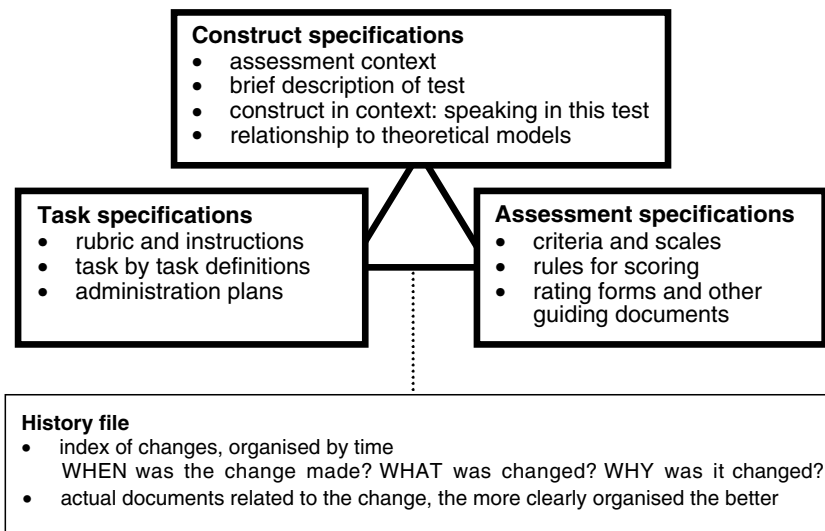 Construct specifications
• assessment context
• brief description of test
• construct in context: speaking in this test
• relationship to theoretical models
Task specifications
• rubric and instructions
• task by task definitions
• administration plans
Assessment specifications
• criteria and scales
• rules for scoring
• rating forms and other
guiding documents
History file
• index of changes, organised by time
WHEN was the change made? WHAT was changed? WHY was it changed?
• actual documents related to the change, the more clearly organised the better